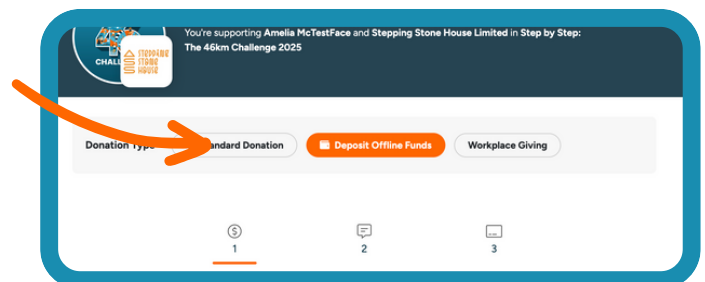 You're supporting Amelia McTestFace and Stepping Stone House Limited in Step by Step:
The 46km Challenge 2025
STEPPING
STONE
HOUSE
Donation Donation
Deposit Offline Funds
Workplace Giving
1 2 3